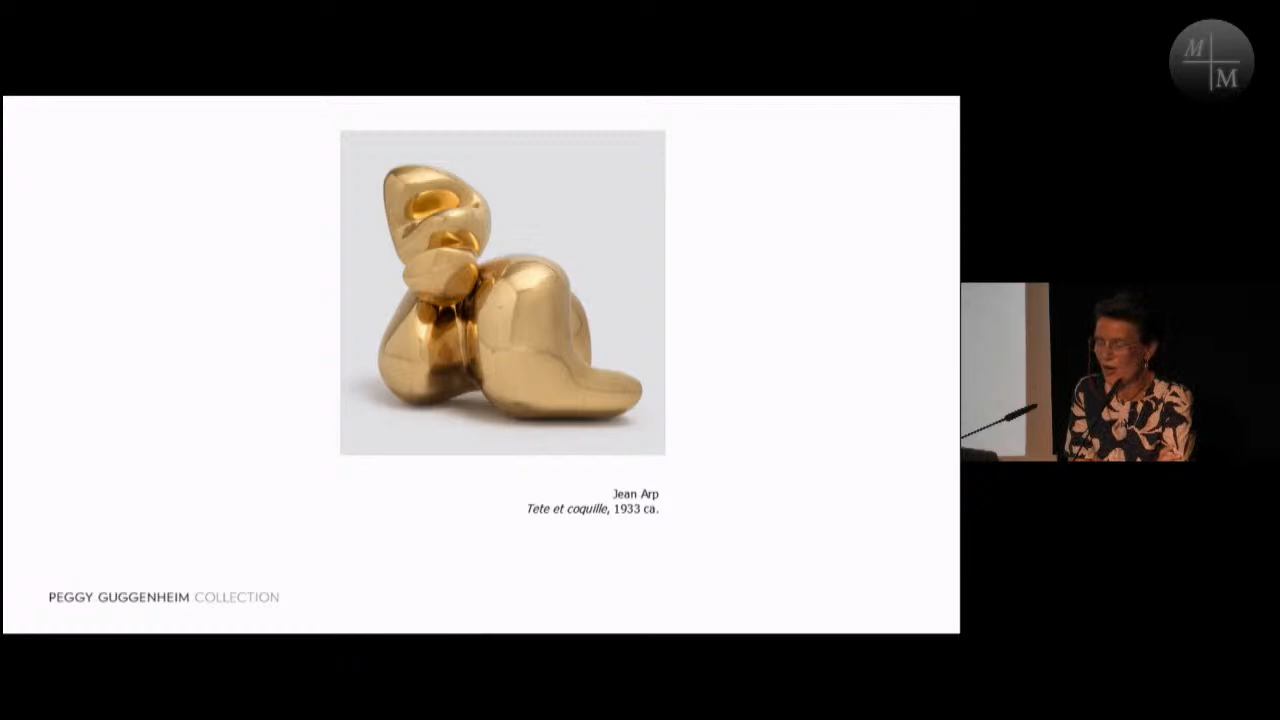 M
M
Jean Arp
Tete et coquille, 1933 ca.
PEGGY GUGGENHEIM COLLECTION